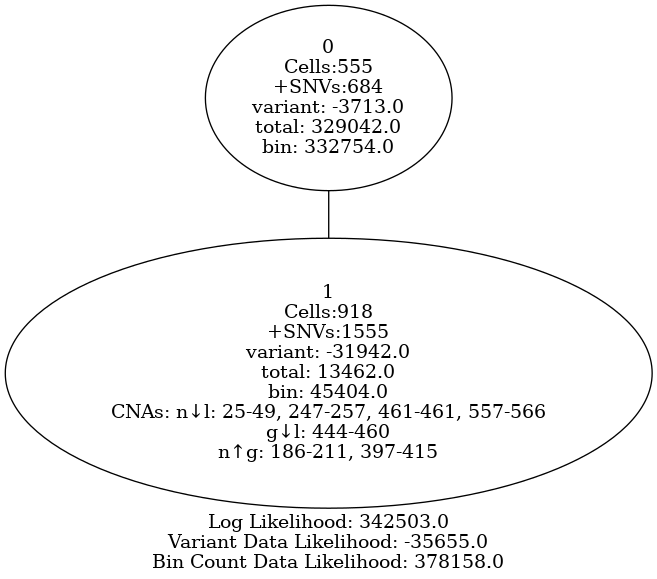 0
Cells:555
+SNVs:684
variant: -3713.0
total: 329042.0
bin: 332754.0
1
Cells:918
+SNVs:1555
variant: -31942.0
total: 13462.0
bin: 45404.0
CNAs: n↓l: 25-49, 247-257, 461-461, 557-566
g↓l: 444-460
n↑g: 186-211, 397-415
Log Likelihood: 342503.0
Variant Data Likelihood: -35655.0
Bin Count Data Likelihood: 378158.0